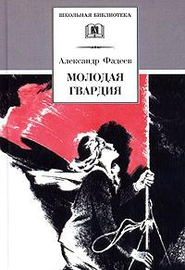 ШКОЛЬНАЯ БИБЛИОТЕКА
Александр Фадеев
МОЛОДАЯ
ГВАРДИЯ